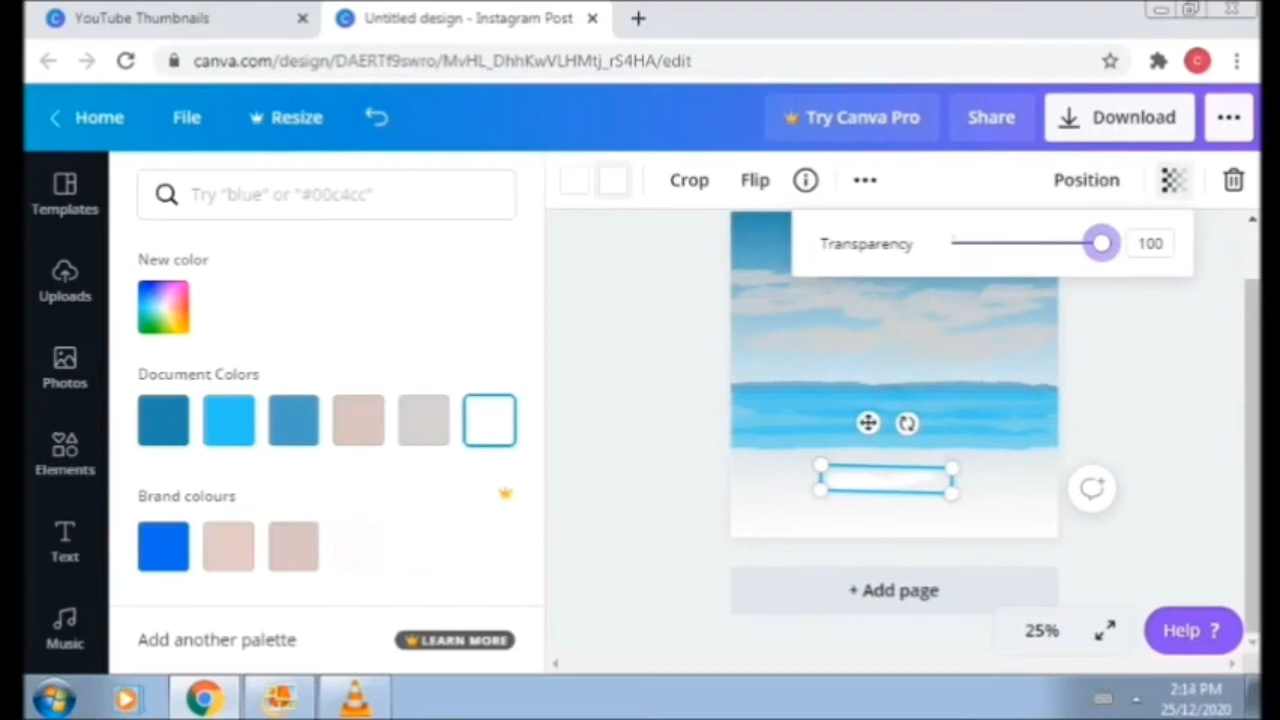 YouTube Thumbnails
Untitled design - Instagram Post
canva.com/design/DAERTf9swro/MvHL_DhhKwVLHMtj_rS4HA/edit
C
Home
File
Resize
Try Canva Pro
Share
Download
Templates
Uploads
Photos
Elements
Text
Music
Try "blue" or "#00c4cc"
New color
Document Colors
Brand colours
Add another palette
LEARN MORE
Crop
Flip
Position
Transparency
100
+ Add page
25%
Help ?
2:14 PM
25/12/2020